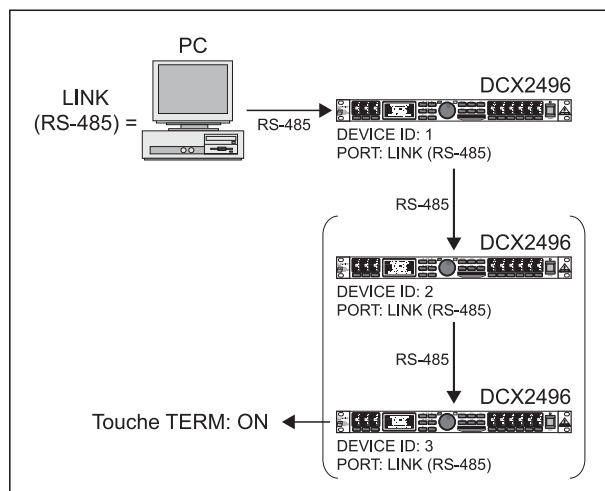 PC
LINK
(RS-485) =
RS-485
DCX2496
DEVICE ID: 1
PORT: LINK (RS-485)
RS-485
DCX2496
DEVICE ID: 2
PORT: LINK (RS-485)
RS-485
DCX2496
Touche TERM: ON
DEVICE ID: 3
PORT: LINK (RS-485)